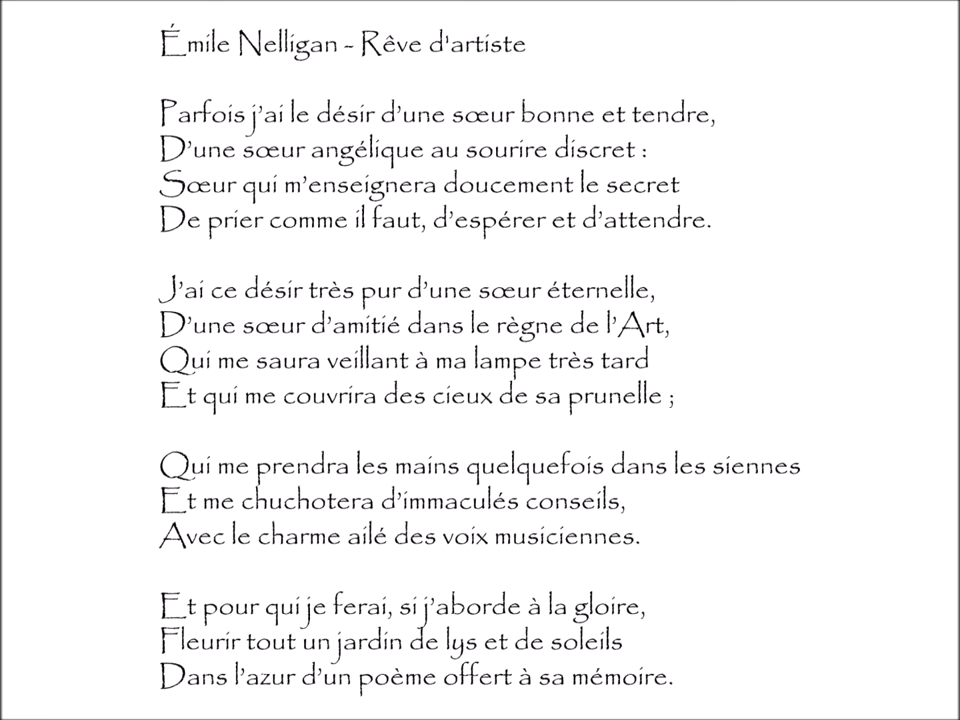 Émile Nelligan - Rêve d'artiste
Parfois j’ai le désir d’une sœur bonne et tendre,
D’une sœur angélique au sourire discret :
Sœur qui m’enseignera doucement le secret
De prier comme il faut, d’espérer et d’attendre.
J’ai ce désir très pur d’une sœur éternelle,
D’une sœur d’amitié dans le règne de l’Art,
Qui me saura veillant à ma lampe très tard
Et qui me couvrira des cieux de sa prunelle ;
Qui me prendra les mains quelquefois dans les siennes
Et me chuchotera d’immaculés conseils,
Avec le charme ailé des voix musiciennes.
Et pour qui je ferai, si j’aborde à la gloire,
Fleurir tout un jardin de lys et de soleils
Dans l’azur d’un poème offert à sa mémoire.